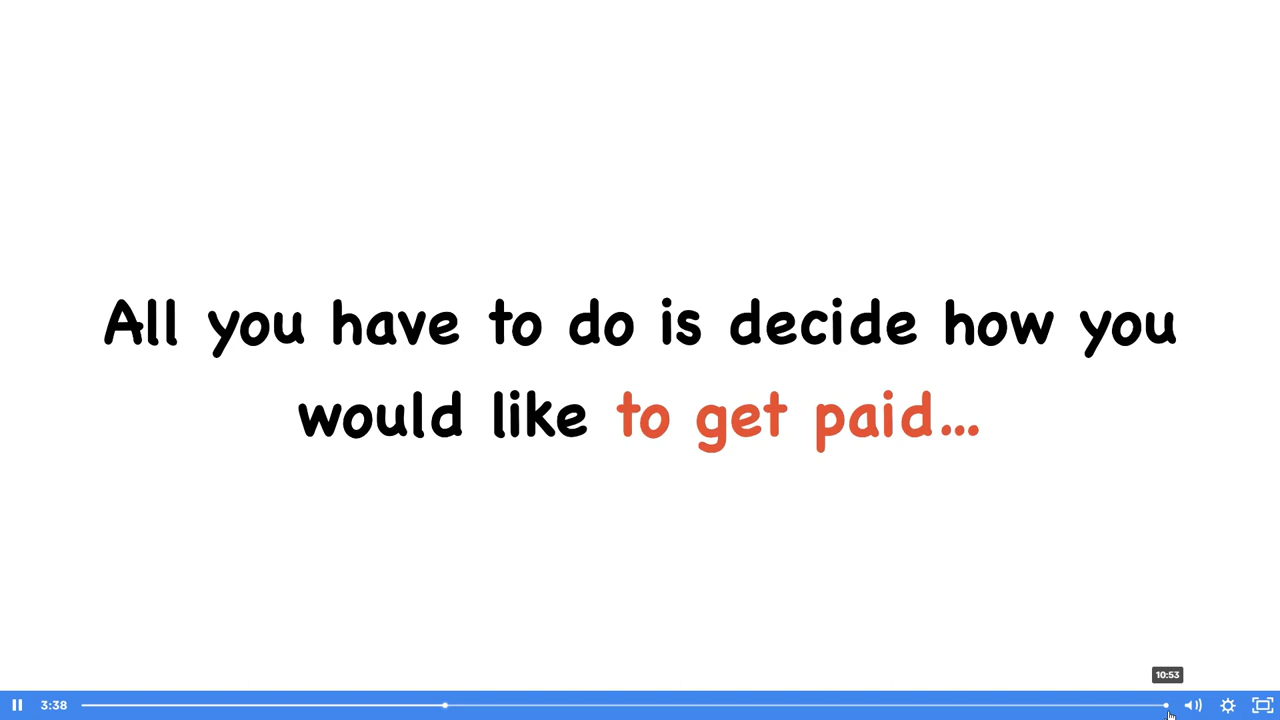 All you have to do is decide how you
would like to get paid...
10:53
3:38